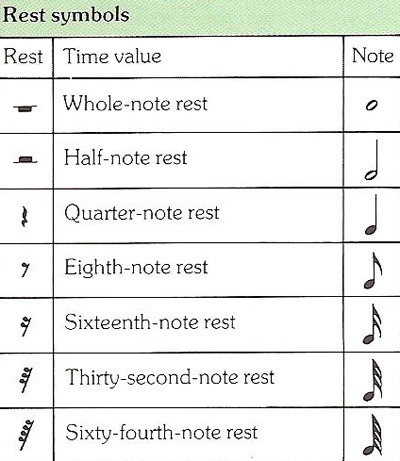 Rest symbols
Rest Time value Note
Whole-note rest
Half-note rest
Quarter-note rest
Eighth-note rest
Sixteenth-note rest
Thirty-second-note rest
Sixty-fourth-note rest